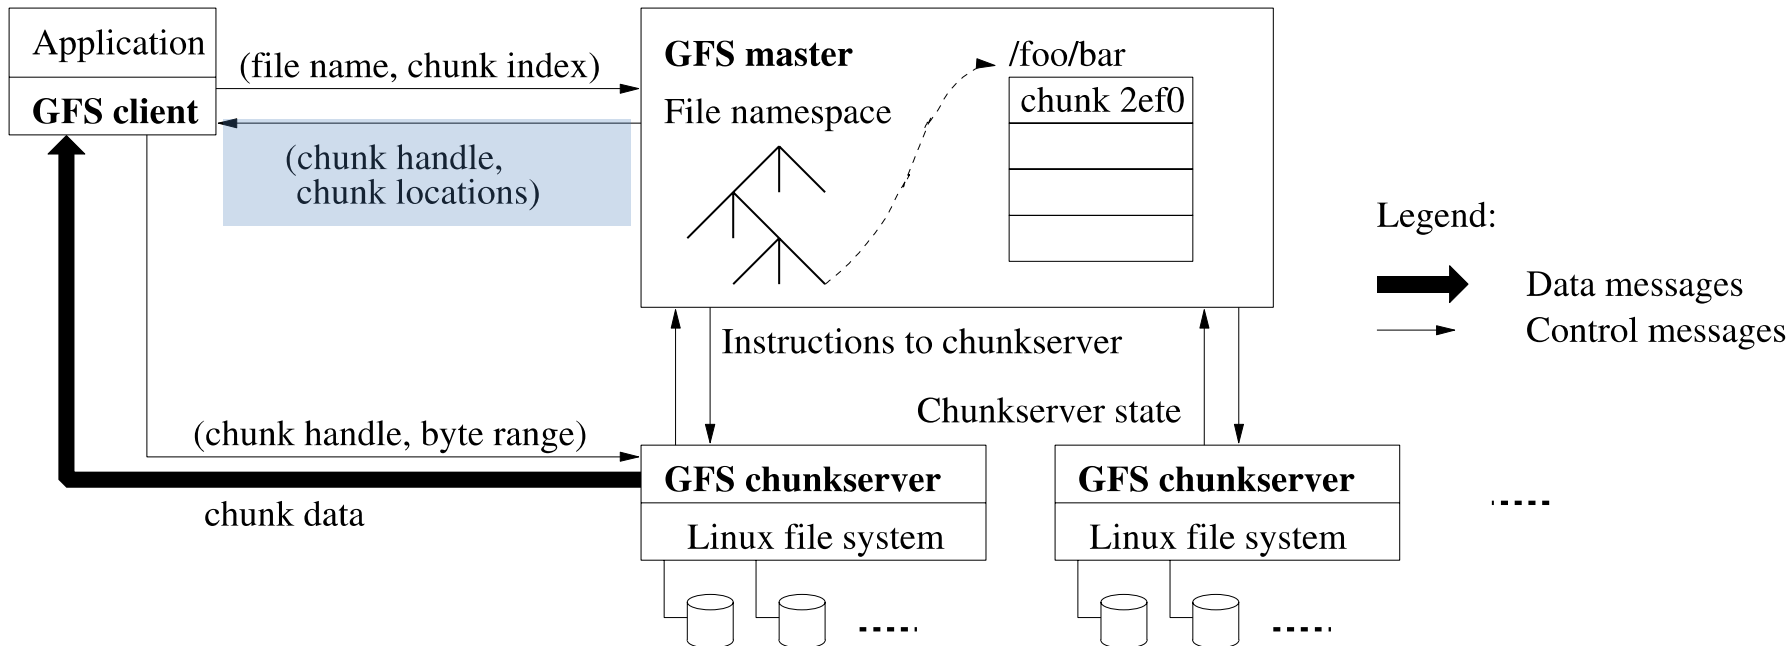 Application
GFS client
(file name, chunk index)
(chunk handle,
chunk locations)
GFS master
File namespace
/foo/bar
chunk 2ef0
Legend:
Data messages
Control messages
Instructions to chunkserver
Chunkserver state
(chunk handle, byte range)
chunk data
GFS chunkserver
Linux file system
GFS chunkserver
Linux file system